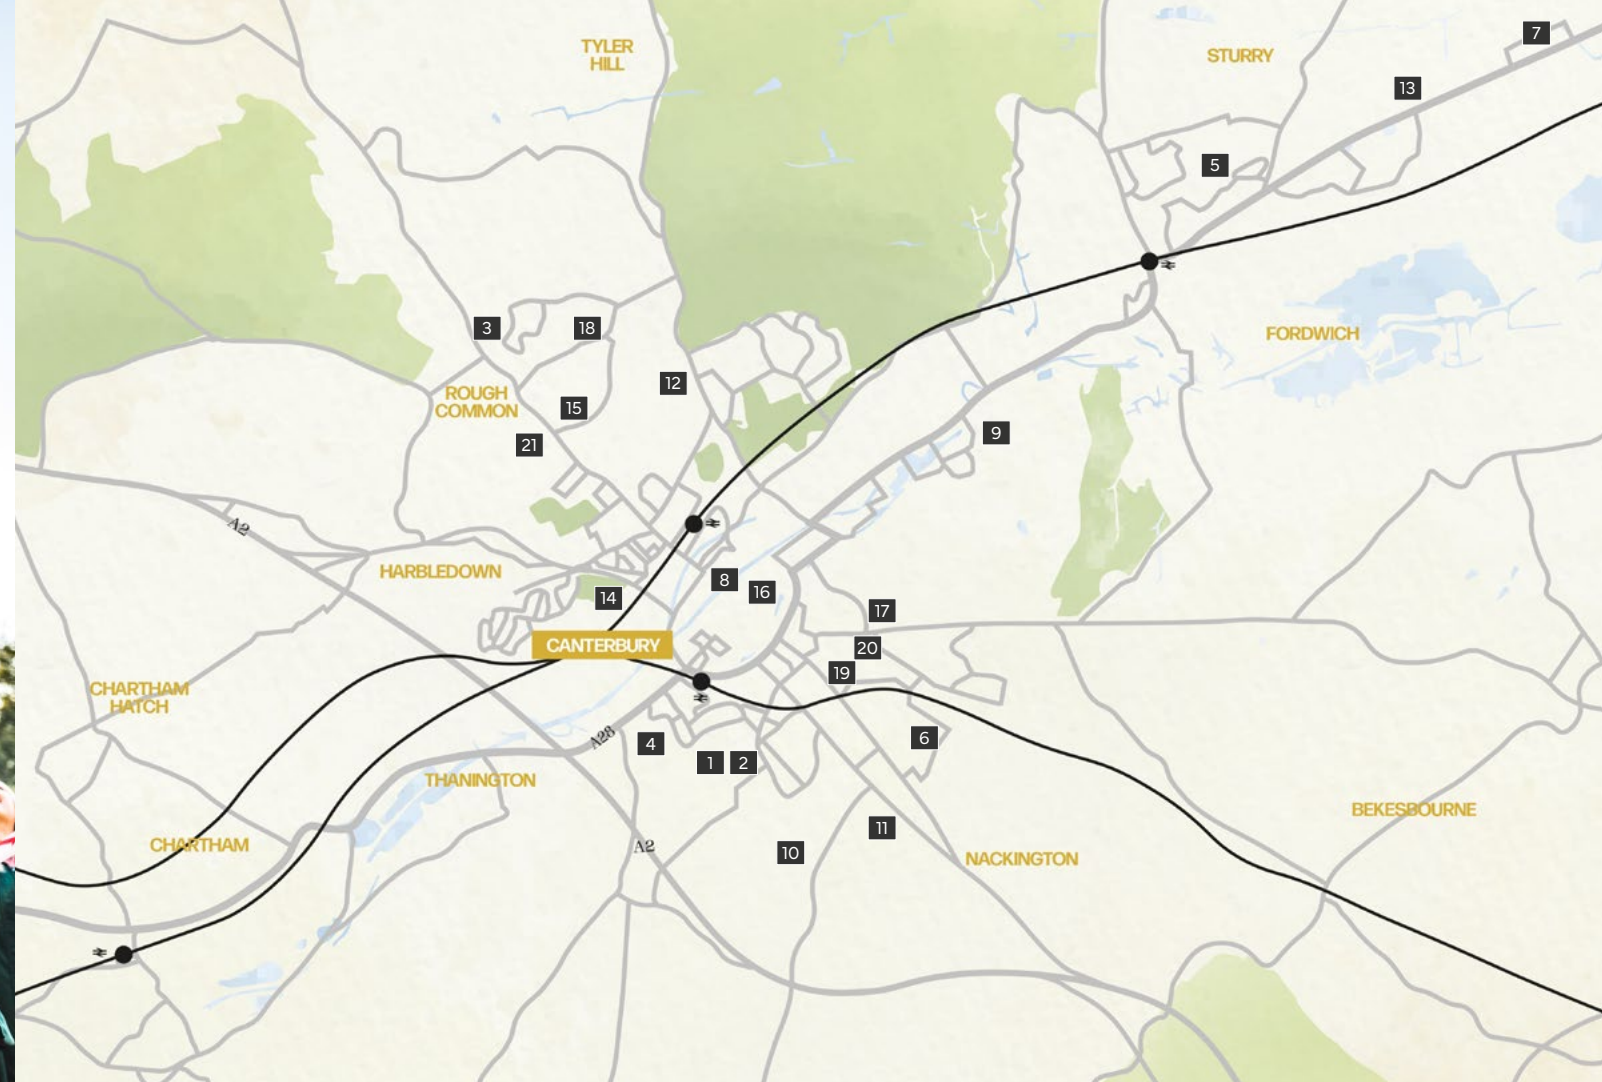 7
TYLER
HILL
STURRY
13
5
3
18
FORDWICH
12
ROUGH
COMMON
15
21
9
A2
HARBLEDOWN
8
16
14
17
CANTERBURY
20
19
CHARTHAM
HATCH
A28
4
6
1
2
THANINGTON
BEKESBOURNE
11
CHARTHAM
A2
10
NACKINGTON